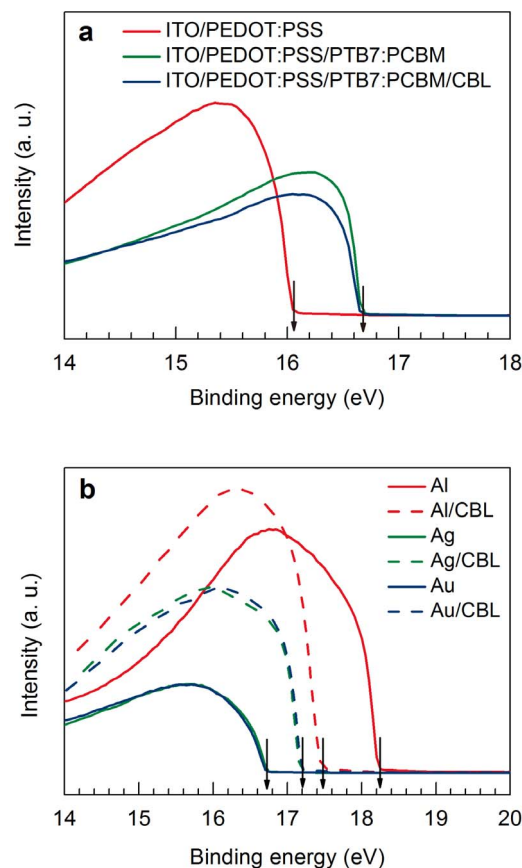 a
ITO/PEDOT:PSS
ITO/PEDOT:PSS/PTB7:PCBM
ITO/PEDOT:PSS/PTB7:PCBM/CBL
Intensity (a. u.)
14 15 16 17 18
Binding energy (eV)
b
Al
Al/CBL
Ag
Ag/CBL
Au
Au/CBL
Intensity (a. u.)
14 15 16 17 18 19 20
Binding energy (eV)